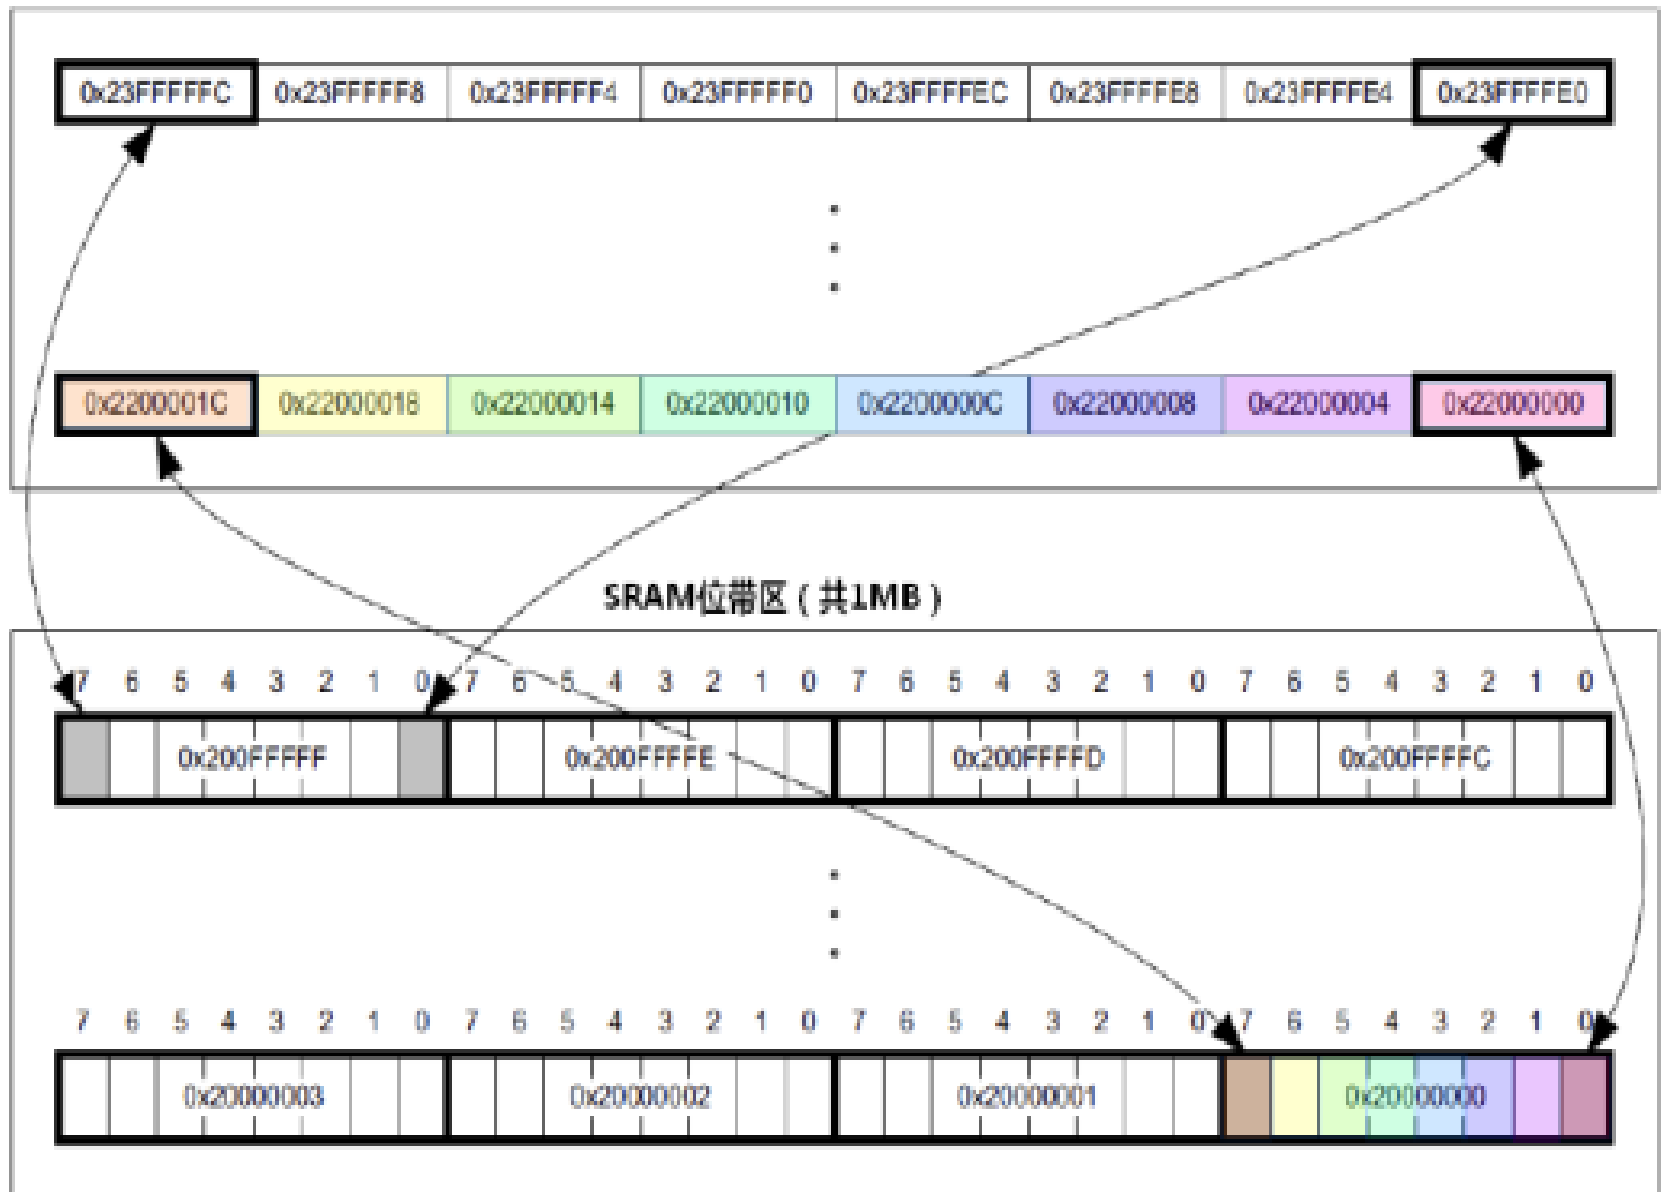 0x23FFFFFC 0x23FFFFF8 0x23FFFFF4 0x23FFFFF0 0x23FFFFEC 0x23FFFFE8 0x23FFFFE4 0x23FFFFE0
0x2200001C 0x22000018 0x22000014 0x22000010 0x2200000C 0x22000008 0x22000004 0x22000000
SRAM位带区（共1MB）
7 6 5 4 3 2 1 0 7 6 5 4 3 2 1 0 7 6 5 4 3 2 1 0 7 6 5 4 3 2 1 0
0x200FFFFF 0x200FFFFE 0x200FFFFD 0x200FFFFC
7 6 5 4 3 2 1 0 7 6 5 4 3 2 1 0 7 6 5 4 3 2 1 0 7 6 5 4 3 2 1 0
0x20000003 0x20000002 0x20000001 0x20000000